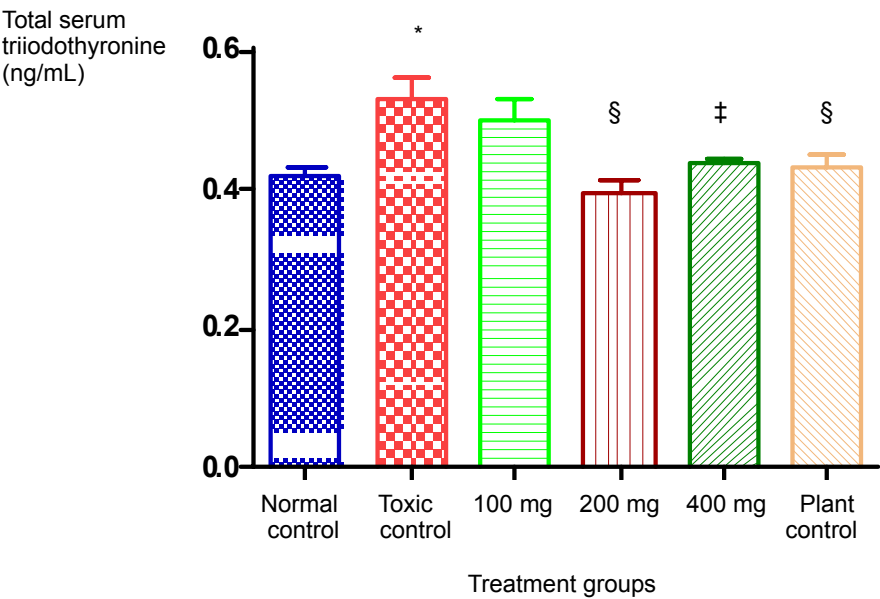 Total serum
triiodothyronine
(ng/mL)
0.6
0.4
0.2
0.0
*
§
‡
§
Normal control
Toxic control
100 mg
200 mg
400 mg
Plant control
Treatment groups